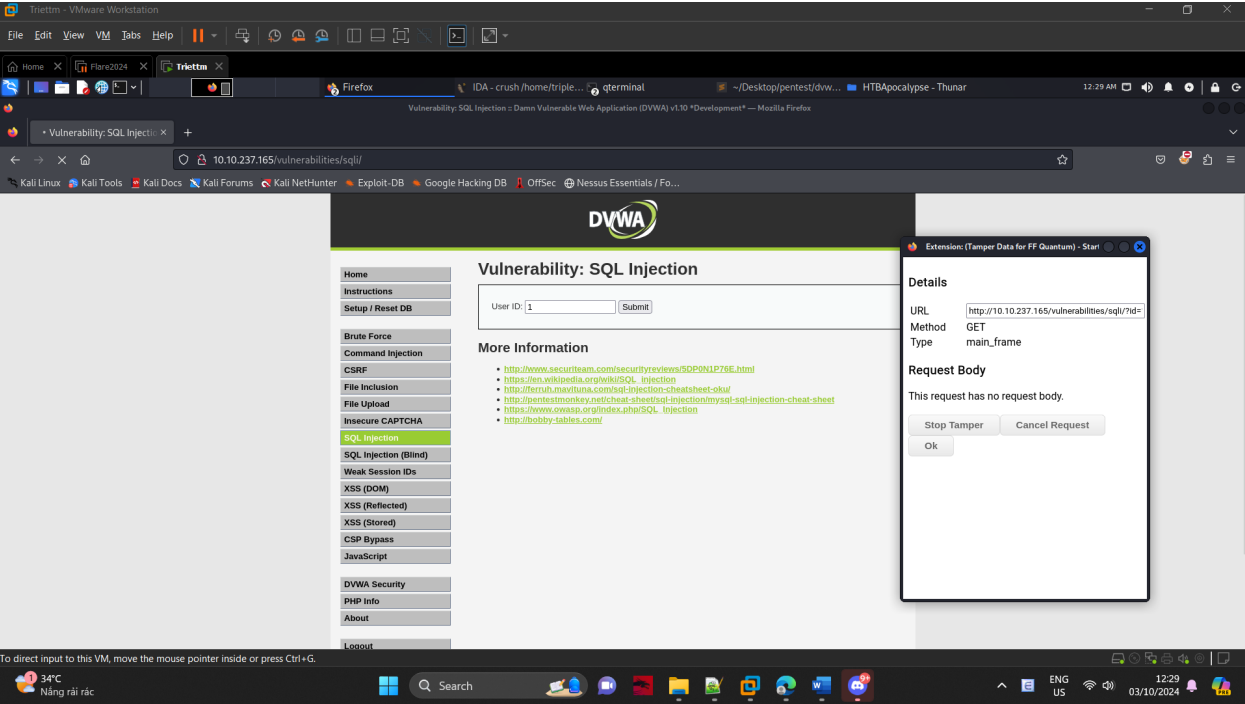 Triettm - VMware Workstation
File Edit View VM Tabs Help
Home Flare2024 Triettm
Firefox IDA - crush /home/triple... qterminal ~/Desktop/pentest/dvw... HTBApocalypse - Thunar 12:29 AM
Vulnerability: SQL Injection :: Damn Vulnerable Web Application (DVWA) v1.10 *Development* — Mozilla Firefox
• Vulnerability: SQL Injectio
10.10.237.165/vulnerabilities/sqli/
Kali Linux Kali Tools Kali Docs Kali Forums Kali NetHunter Exploit-DB Google Hacking DB OffSec Nessus Essentials / Fo...
DVWA
Home
Instructions
Setup / Reset DB
Brute Force
Command Injection
CSRF
File Inclusion
File Upload
Insecure CAPTCHA
SQL Injection
SQL Injection (Blind)
Weak Session IDs
XSS (DOM)
XSS (Reflected)
XSS (Stored)
CSP Bypass
JavaScript
DVWA Security
PHP Info
About
Logout
Vulnerability: SQL Injection
User ID: 1 Submit
More Information
• http://www.securiteam.com/securityreviews/5DP0N1P76E.html
• https://en.wikipedia.org/wiki/SQL_injection
• http://ferruh.mavituna.com/sql-injection-cheatsheet-oku/
• http://pentestmonkey.net/cheat-sheet/sql-injection/mysql-sql-injection-cheat-sheet
• https://www.owasp.org/index.php/SQL_Injection
• http://bobby-tables.com/
Extension: (Tamper Data for FF Quantum) - Start
Details
URL http://10.10.237.165/vulnerabilities/sqli/?id=
Method GET
Type main_frame
Request Body
This request has no request body.
Stop Tamper Cancel Request
Ok
To direct input to this VM, move the mouse pointer inside or press Ctrl+G.
1 34°C
Nắng rải rác
Search
ENG
US
12:29
03/10/2024
PRE